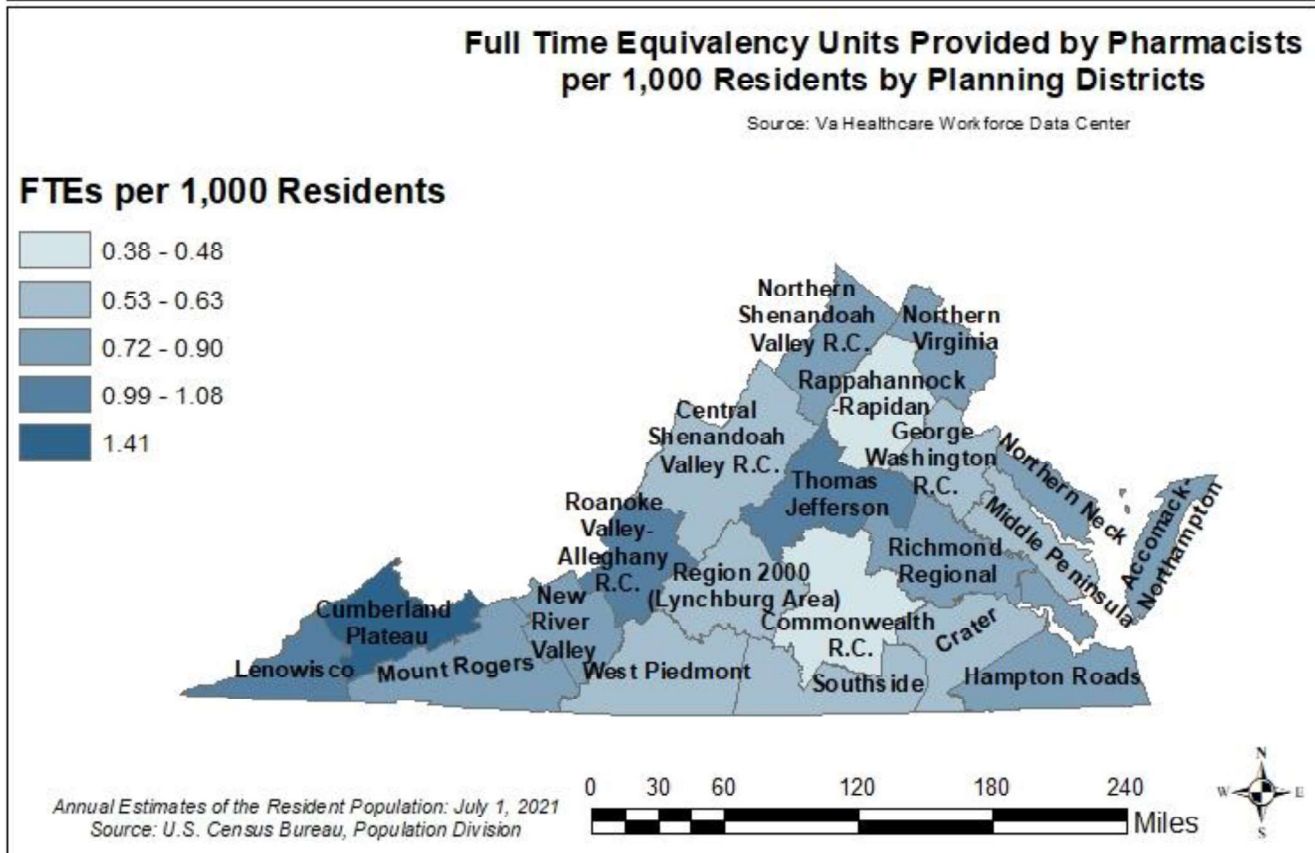 Full Time Equivalency Units Provided by Pharmacists
per 1,000 Residents by Planning Districts
Source: Va Healthcare Workforce Data Center
FTEs per 1,000 Residents
0.38 - 0.48
0.53 - 0.63
0.72 - 0.90
0.99 - 1.08
1.41
Northern
Shenandoah
Valley R.C.
Northern
Virginia
Rappahannock
-Rapidan
Central
Shenandoah
Valley R.C.
George
Washington
R.C.
Northern Neck
Thomas
Jefferson
Middle Peninsula
Accomack-
Northampton
Roanoke
Valley-
Alleghany
R.C.
Richmond
Regional
Region 2000
(Lynchburg Area)
New
River
Valley
Commonwealth
R.C.
Crater
Cumberland
Plateau
Lenowisco
Mount Rogers
West Piedmont
Southside
Hampton Roads
Annual Estimates of the Resident Population: July 1, 2021
Source: U.S. Census Bureau, Population Division
0 30 60 120 180 240
Miles
N
W E
S